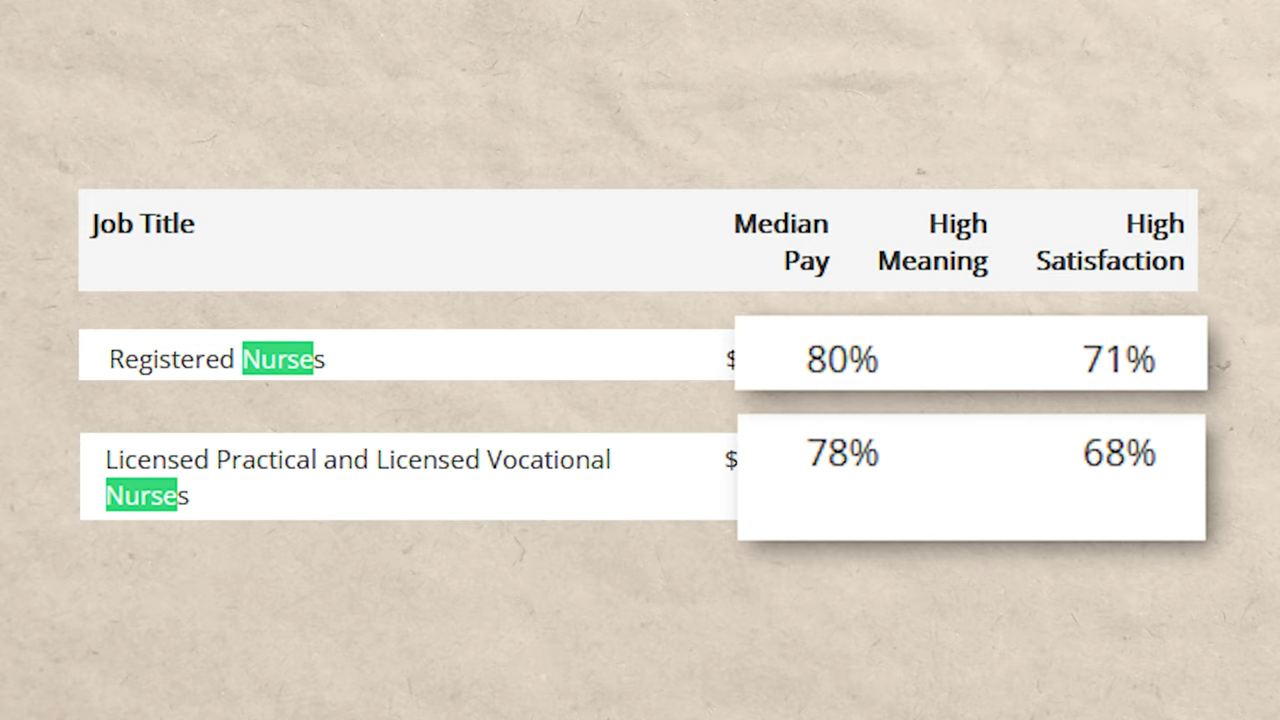 Job Title Median High High
Pay Meaning Satisfaction
Registered Nurses $ 80% 71%
Licensed Practical and Licensed Vocational $ 78% 68%
Nurses